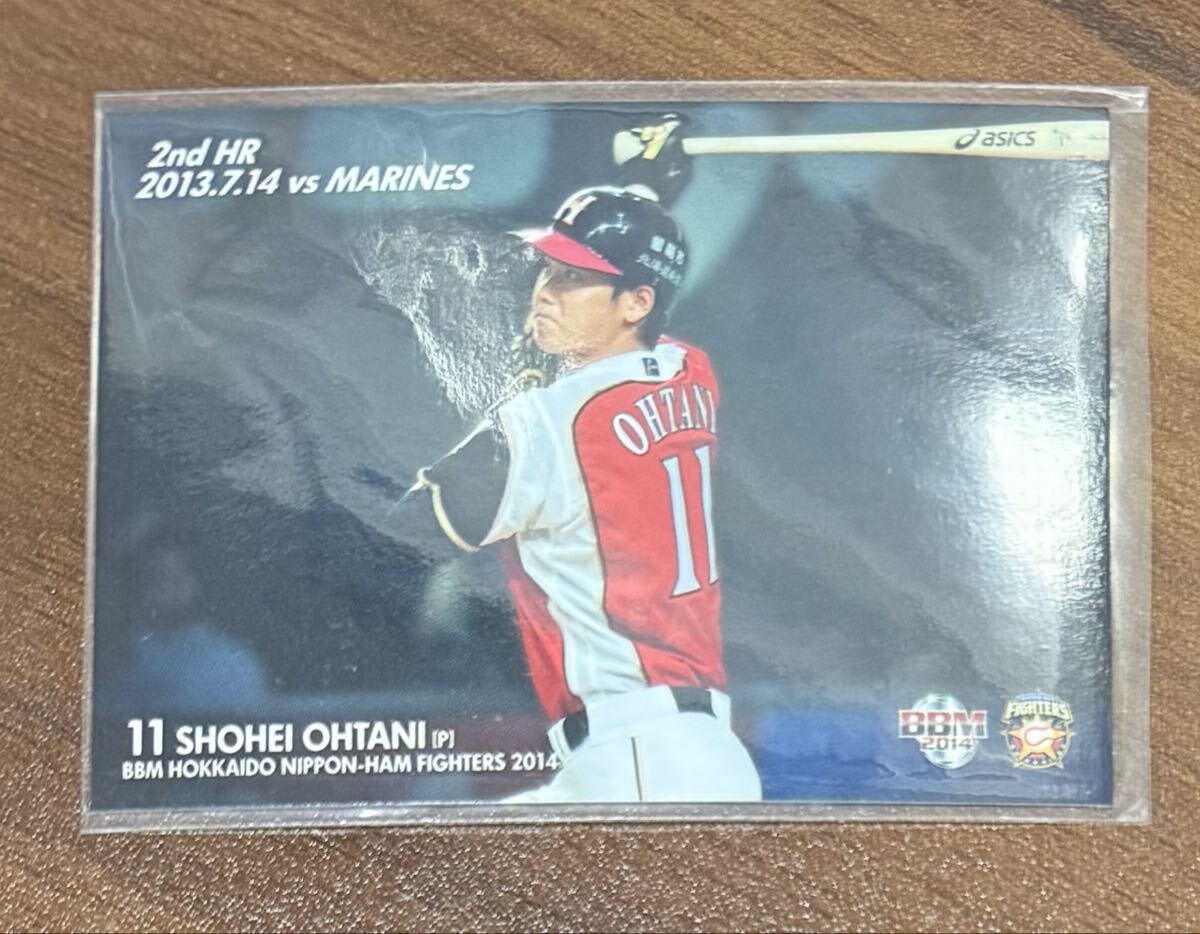 2nd HR
2013.7.14 vs MARINES
asics
H
OHTANI
11
11 SHOHEI OHTANI [P]
BBM HOKKAIDO NIPPON-HAM FIGHTERS 2014
BBM
2014
FIGHTERS